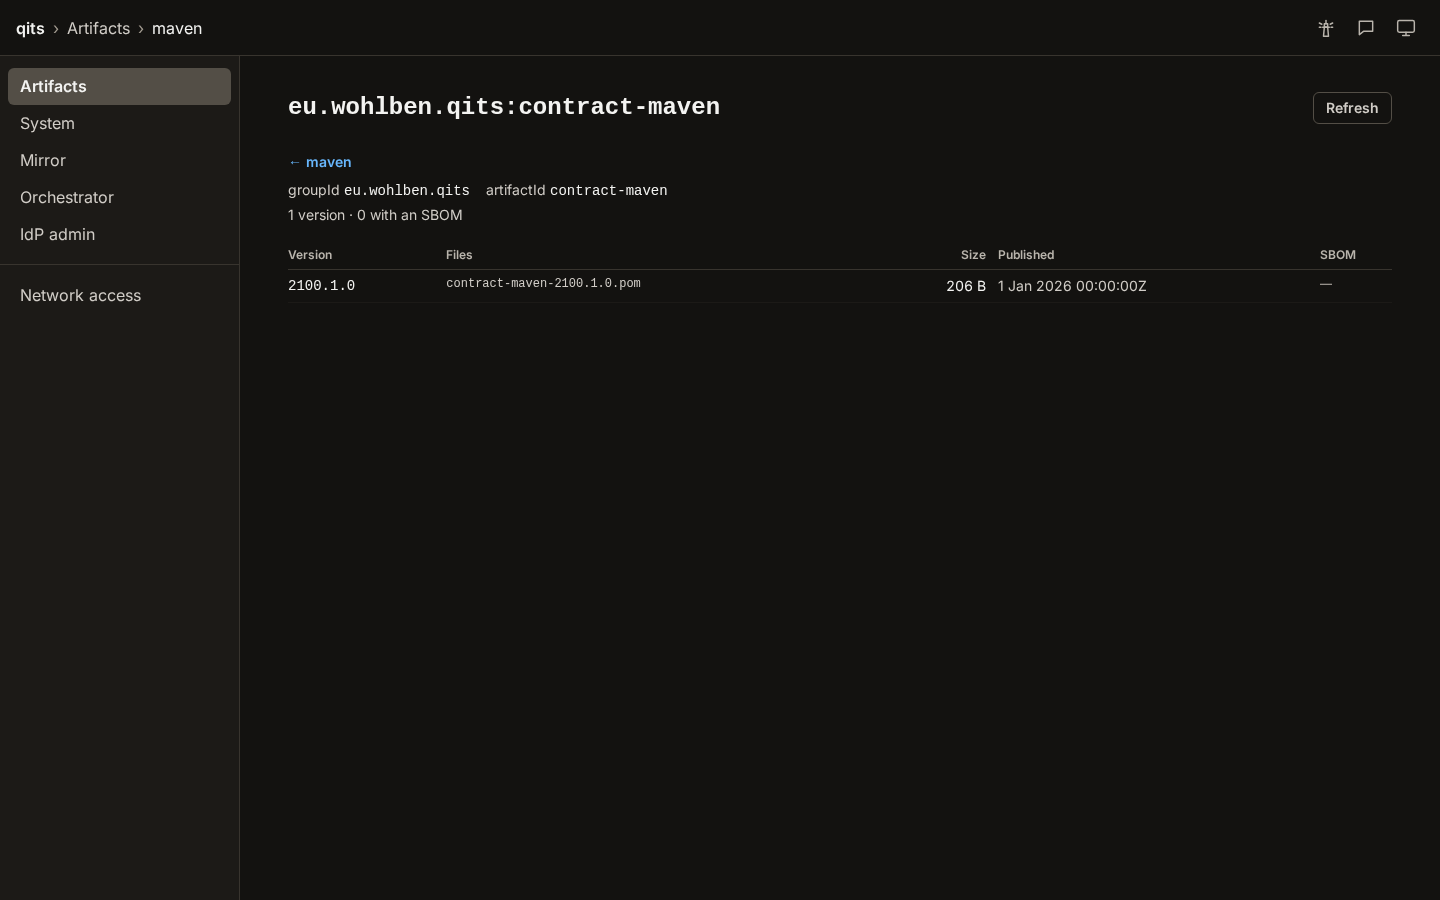 qits › Artifacts › maven
Artifacts
System
Mirror
Orchestrator
IdP admin
Network access
eu.wohlben.qits:contract-maven
Refresh
← maven
groupId eu.wohlben.qits artifactId contract-maven
1 version · 0 with an SBOM
Version Files Size Published SBOM
2100.1.0 contract-maven-2100.1.0.pom 206 B 1 Jan 2026 00:00:00Z —